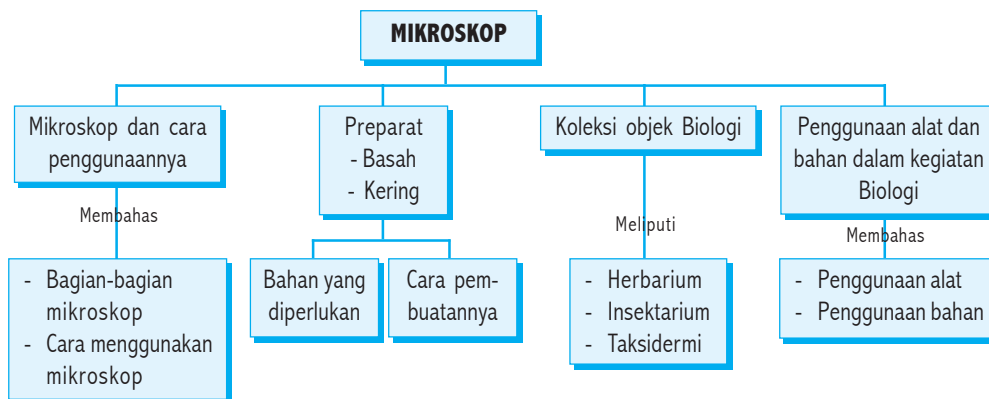 MIKROSKOP
Mikroskop dan cara
penggunaannya
Preparat
- Basah
- Kering
Koleksi objek Biologi
Penggunaan alat dan
bahan dalam kegiatan
Biologi
Membahas
Meliputi
Membahas
- Bagian-bagian
mikroskop
- Cara menggunakan
mikroskop
Bahan yang
diperlukan
Cara pem-
buatannya
- Herbarium
- Insektarium
- Taksidermi
- Penggunaan alat
- Penggunaan bahan